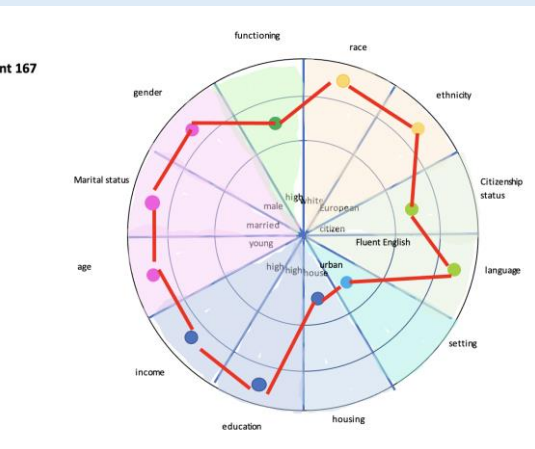 functioning
race
nt 167
gender
ethnicity
Marital status
Citizenship
status
high
white
male
European
married
citizen
young
Fluent English
age
language
high
high
house
urban
setting
income
housing
education